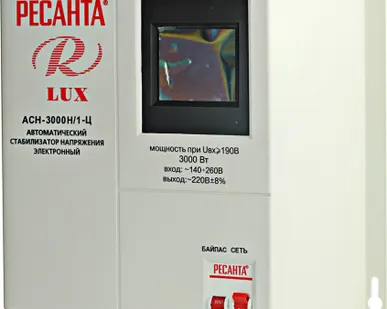 РЕСАНТА®
R
LUX
АСН-3000Н/1-Ц
АВТОМАТИЧЕСКИЙ
СТАБИЛИЗАТОР НАПРЯЖЕНИЯ
ЭЛЕКТРОННЫЙ
мощность при Uвх⩾190В
3000 Вт
вход: ~140÷260В
выход:~220В±8%
БАЙПАС СЕТЬ
РЕСАНТА®